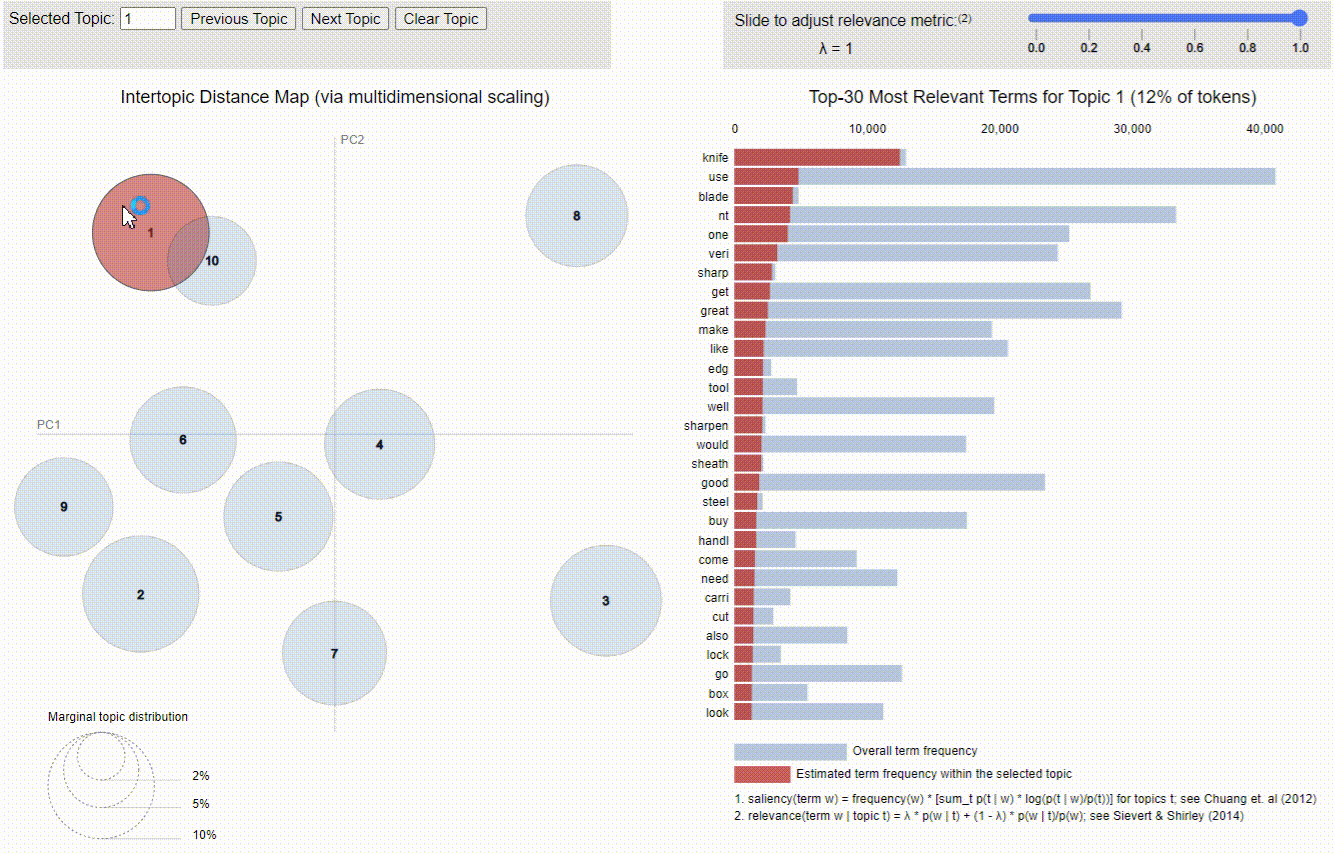 Selected Topic: 1 Previous Topic Next Topic Clear Topic
Slide to adjust relevance metric:(2)
λ = 1
0.0 0.2 0.4 0.6 0.8 1.0
Intertopic Distance Map (via multidimensional scaling)
PC2
PC1
1
10
8
6
4
9
5
2
3
7
Marginal topic distribution
2%
5%
10%
Top-30 Most Relevant Terms for Topic 1 (12% of tokens)
0 10,000 20,000 30,000 40,000
knife
use
blade
nt
one
veri
sharp
get
great
make
like
edg
tool
well
sharpen
would
sheath
good
steel
buy
handl
come
need
carri
cut
also
lock
go
box
look
Overall term frequency
Estimated term frequency within the selected topic
1. saliency(term w) = frequency(w) * [sum_t p(t | w) * log(p(t | w)/p(t))] for topics t; see Chuang et. al (2012)
2. relevance(term w | topic t) = λ * p(w | t) + (1 - λ) * p(w | t)/p(w); see Sievert & Shirley (2014)